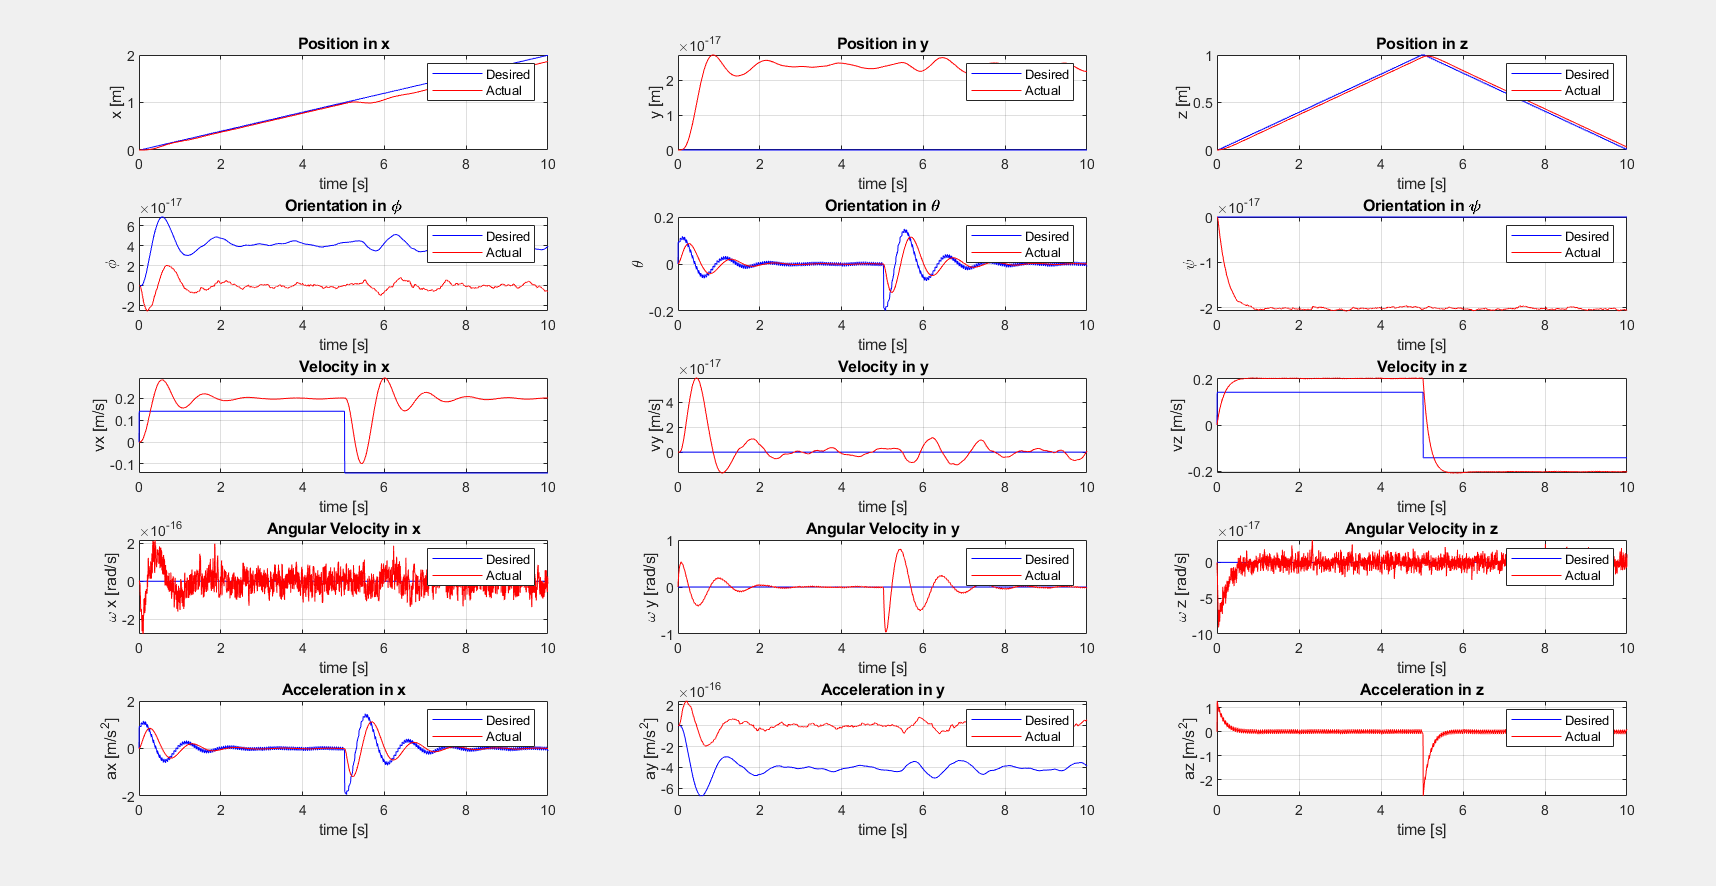 Position in x
2
1
0
x [m]
0 2 4 6 8 10
time [s]
Desired
Actual
×10^-17
Position in y
2
1
0
y [m]
0 2 4 6 8 10
time [s]
Desired
Actual
Position in z
1
0.5
0
z [m]
0 2 4 6 8 10
time [s]
Desired
Actual
×10^-17
Orientation in ϕ
6
4
2
0
-2
ϕ
0 2 4 6 8 10
time [s]
Desired
Actual
Orientation in θ
0.2
0
-0.2
θ
0 2 4 6 8 10
time [s]
Desired
Actual
×10^-17
Orientation in ψ
0
-1
-2
ψ
0 2 4 6 8 10
time [s]
Desired
Actual
Velocity in x
0.2
0.1
0
-0.1
vx [m/s]
0 2 4 6 8 10
time [s]
×10^-17
Velocity in y
4
2
0
vy [m/s]
0 2 4 6 8 10
time [s]
Velocity in z
0.2
0
-0.2
vz [m/s]
0 2 4 6 8 10
time [s]
×10^-16
Angular Velocity in x
2
0
-2
ω x [rad/s]
0 2 4 6 8 10
time [s]
Desired
Actual
Angular Velocity in y
1
0
-1
ω y [rad/s]
0 2 4 6 8 10
time [s]
Desired
Actual
×10^-17
Angular Velocity in z
0
-5
-10
ω z [rad/s]
0 2 4 6 8 10
time [s]
Desired
Actual
Acceleration in x
2
0
-2
ax [m/s^2]
0 2 4 6 8 10
time [s]
Desired
Actual
×10^-16
Acceleration in y
2
0
-2
-4
-6
ay [m/s^2]
0 2 4 6 8 10
time [s]
Desired
Actual
Acceleration in z
1
0
-1
-2
az [m/s^2]
0 2 4 6 8 10
time [s]
Desired
Actual